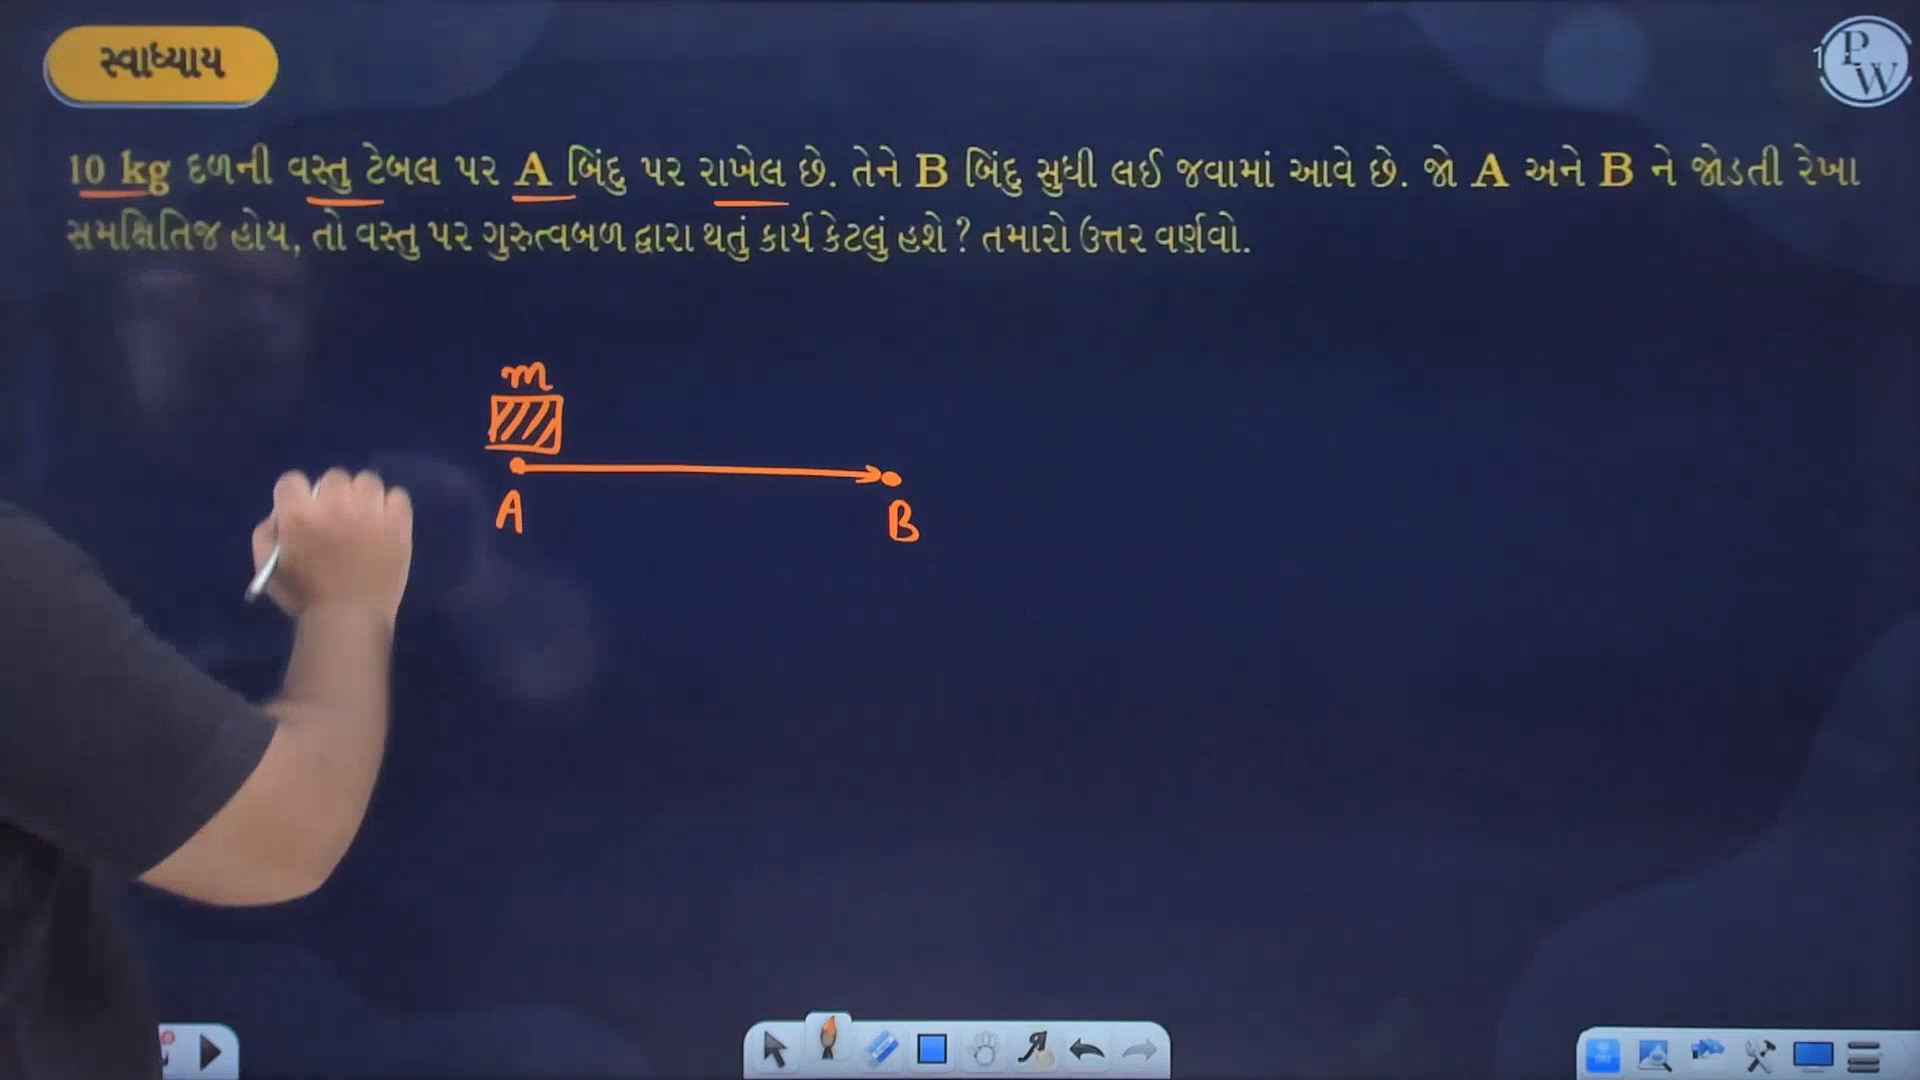 સ્વાધ્યાય
PW
10 kg દળની વસ્તુ ટેબલ પર A બિંદુ પર રાખેલ છે. તેને B બિંદુ સુધી લઈ જવામાં આવે છે. જો A અને B ને જોડતી રેખા
સમક્ષિતિજ હોય, તો વસ્તુ પર ગુરુત્વબળ દ્વારા થતું કાર્ય કેટલું હશે ? તમારો ઉત્તર વર્ણવો.
m
A
B